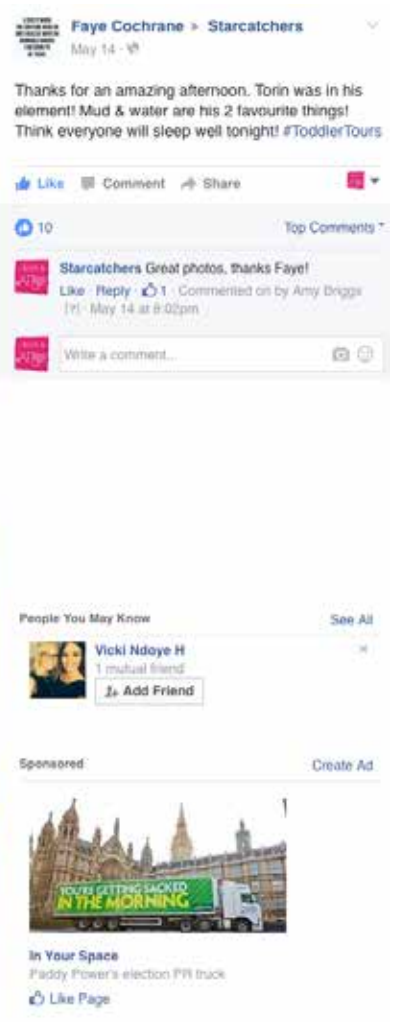 Faye Cochrane ▸ Starcatchers
May 14 ·
Thanks for an amazing afternoon. Torin was in his
element! Mud & water are his 2 favourite things!
Think everyone will sleep well tonight! #ToddlerTours
Like Comment Share
10 Top Comments
Starcatchers Great photos, thanks Faye!
Like · Reply · 1 · Commented on by Amy Briggs
[?] · May 14 at 8:02pm
Write a comment...
People You May Know See All
Vicki Ndoye H
1 mutual friend
Add Friend
Sponsored Create Ad
YOU'RE GETTING SACKED
IN THE MORNING
In Your Space
Paddy Power's election PR truck
Like Page